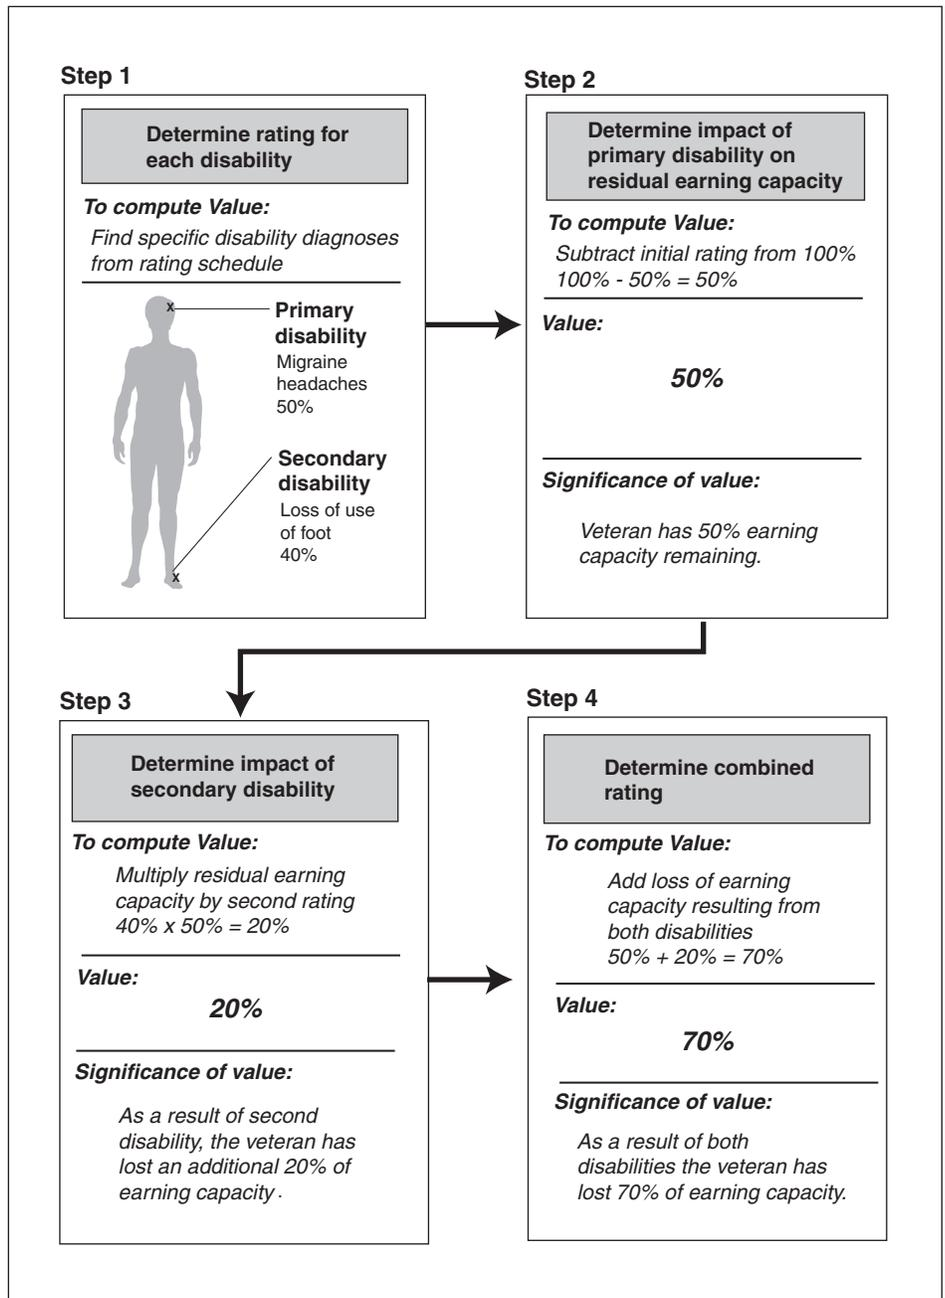 Step 1
Determine rating for
each disability
To compute Value:
Find specific disability diagnoses
from rating schedule
x
Primary
disability
Migraine
headaches
50%
Secondary
disability
Loss of use
of foot
40%
x
Step 2
Determine impact of
primary disability on
residual earning capacity
To compute Value:
Subtract initial rating from 100%
100% - 50% = 50%
Value:
50%
Significance of value:
Veteran has 50% earning
capacity remaining.
Step 3
Determine impact of
secondary disability
To compute Value:
Multiply residual earning
capacity by second rating
40% x 50% = 20%
Value:
20%
Significance of value:
As a result of second
disability, the veteran has
lost an additional 20% of
earning capacity.
Step 4
Determine combined
rating
To compute Value:
Add loss of earning
capacity resulting from
both disabilities
50% + 20% = 70%
Value:
70%
Significance of value:
As a result of both
disabilities the veteran has
lost 70% of earning capacity.